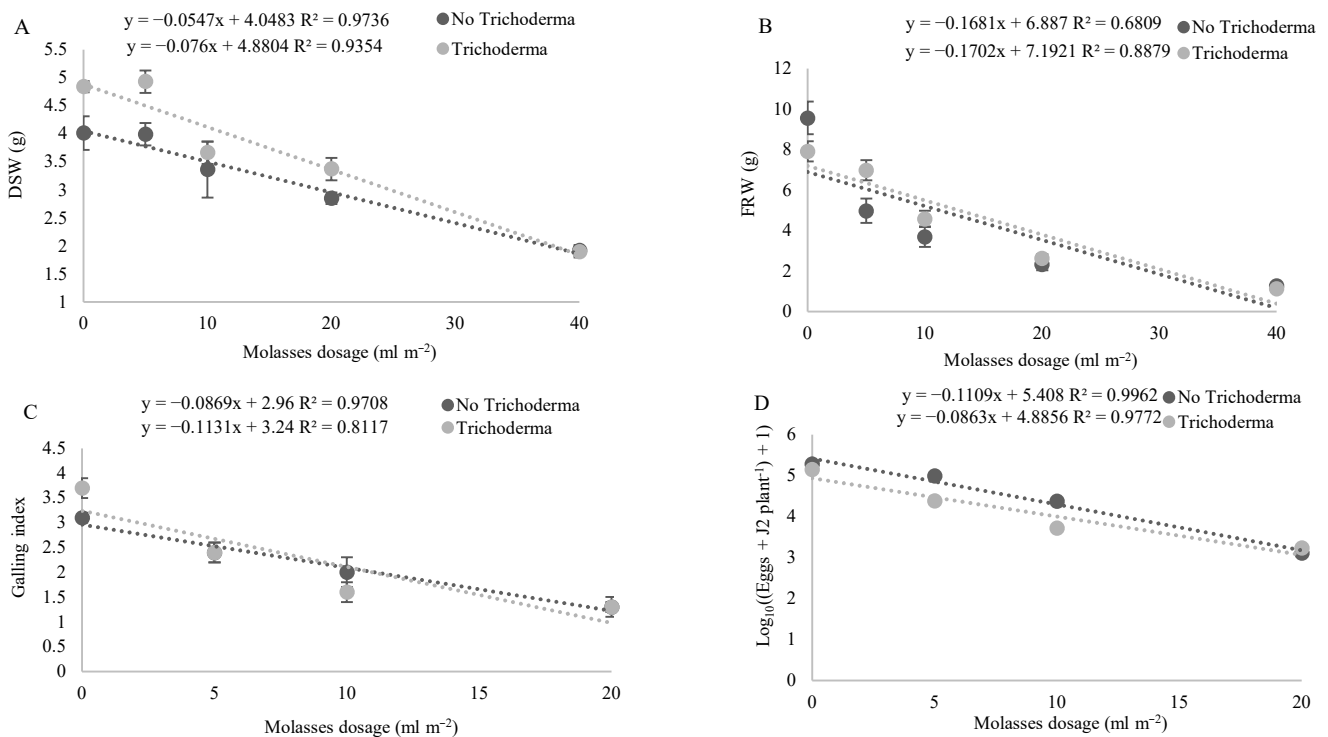 A
y = −0.0547x + 4.0483 R² = 0.9736
y = −0.076x + 4.8804 R² = 0.9354
No Trichoderma
Trichoderma
DSW (g)
5.5
5
4.5
4
3.5
3
2.5
2
1.5
1
0 10 20 30 40
Molasses dosage (ml m⁻²)
B
y = −0.1681x + 6.887 R² = 0.6809
y = −0.1702x + 7.1921 R² = 0.8879
No Trichoderma
Trichoderma
FRW (g)
12
10
8
6
4
2
0
0 10 20 30 40
Molasses dosage (ml m⁻²)
C
y = −0.0869x + 2.96 R² = 0.9708
y = −0.1131x + 3.24 R² = 0.8117
No Trichoderma
Trichoderma
Galling index
4.5
4
3.5
3
2.5
2
1.5
1
0.5
0
0 5 10 15 20
Molasses dosage (ml m⁻²)
D
y = −0.1109x + 5.408 R² = 0.9962
y = −0.0863x + 4.8856 R² = 0.9772
No Trichoderma
Trichoderma
Log₁₀((Eggs + J2 plant⁻¹) + 1)
6
5
4
3
2
1
0
0 5 10 15 20
Molasses dosage (ml m⁻²)